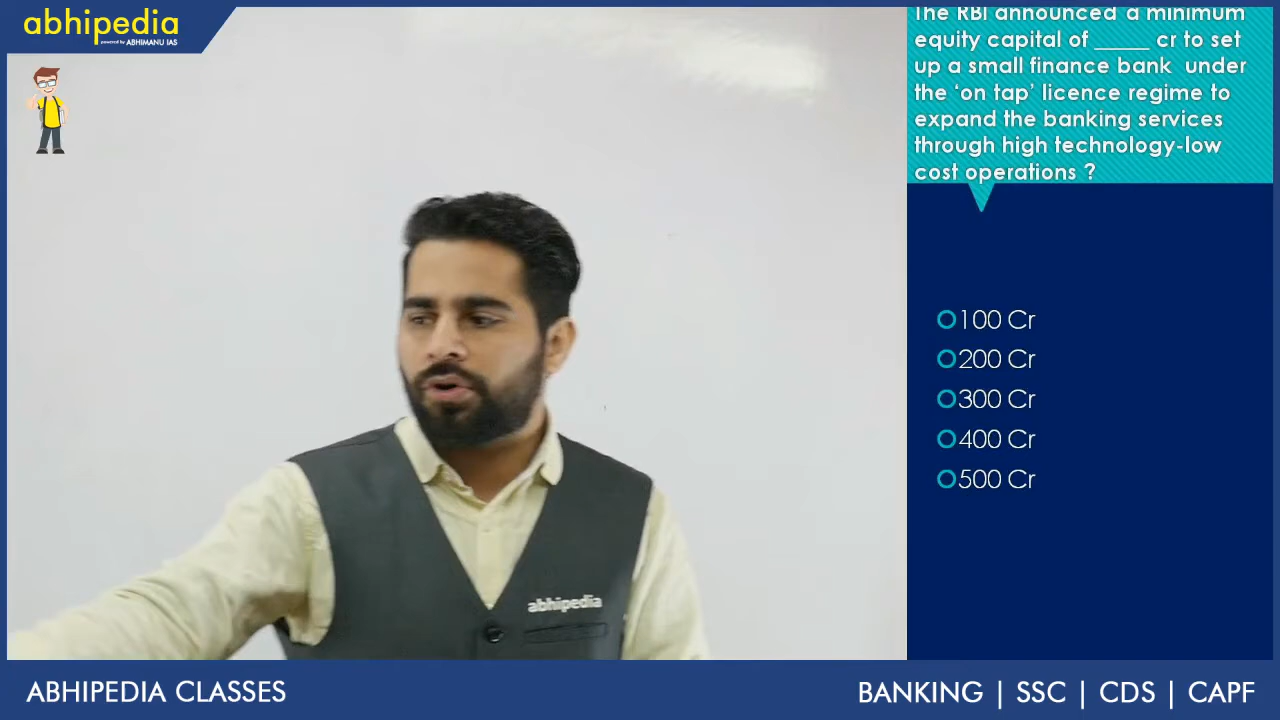 abhipedia
powered by ABHIMANU IAS
The RBI announced a minimum
equity capital of _____ cr to set
up a small finance bank under
the ‘on tap’ licence regime to
expand the banking services
through high technology-low
cost operations ?
100 Cr
200 Cr
300 Cr
400 Cr
500 Cr
abhipedia
ABHIPEDIA CLASSES
BANKING | SSC | CDS | CAPF